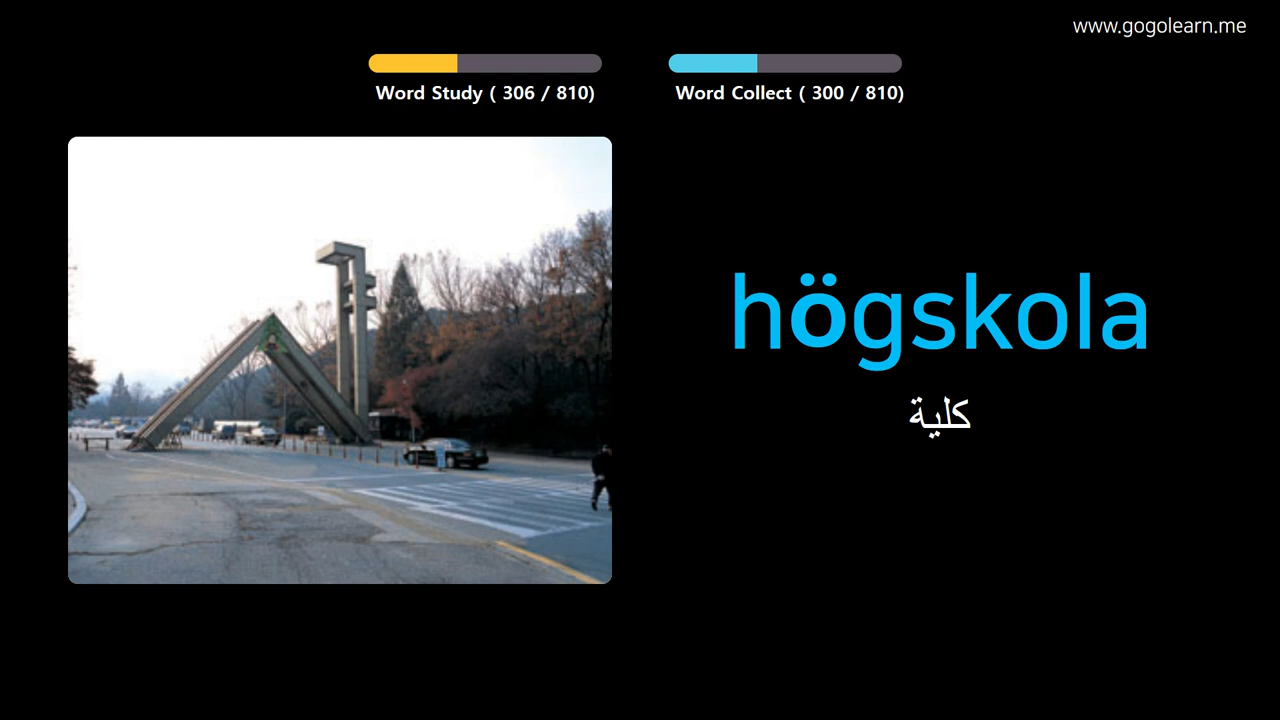 www.gogolearn.me
Word Study ( 306 / 810)
Word Collect ( 300 / 810)
högskola
كلية